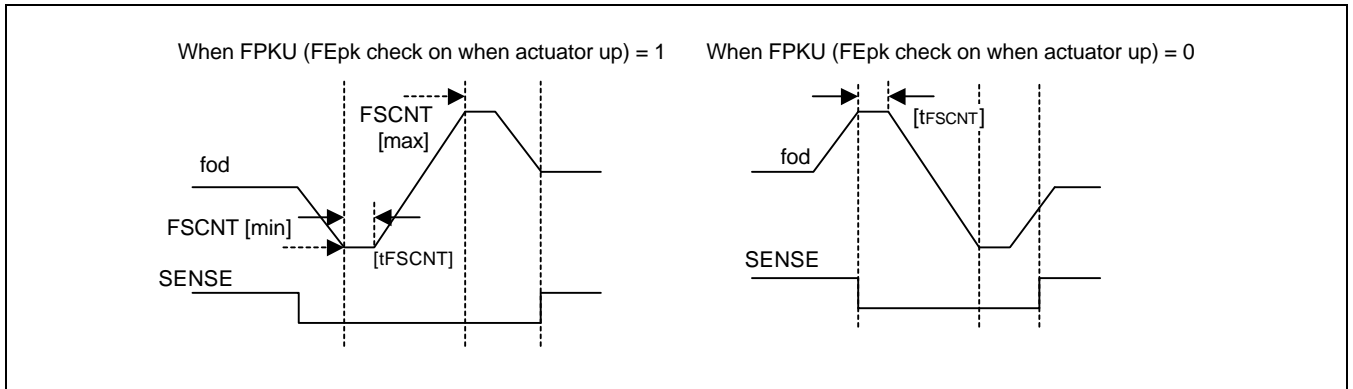 When FPKU (FEpk check on when actuator up) = 1
When FPKU (FEpk check on when actuator up) = 0
FSCNT
[max]
fod
FSCNT [min]
[tFSCNT]
SENSE
[tFSCNT]
fod
SENSE